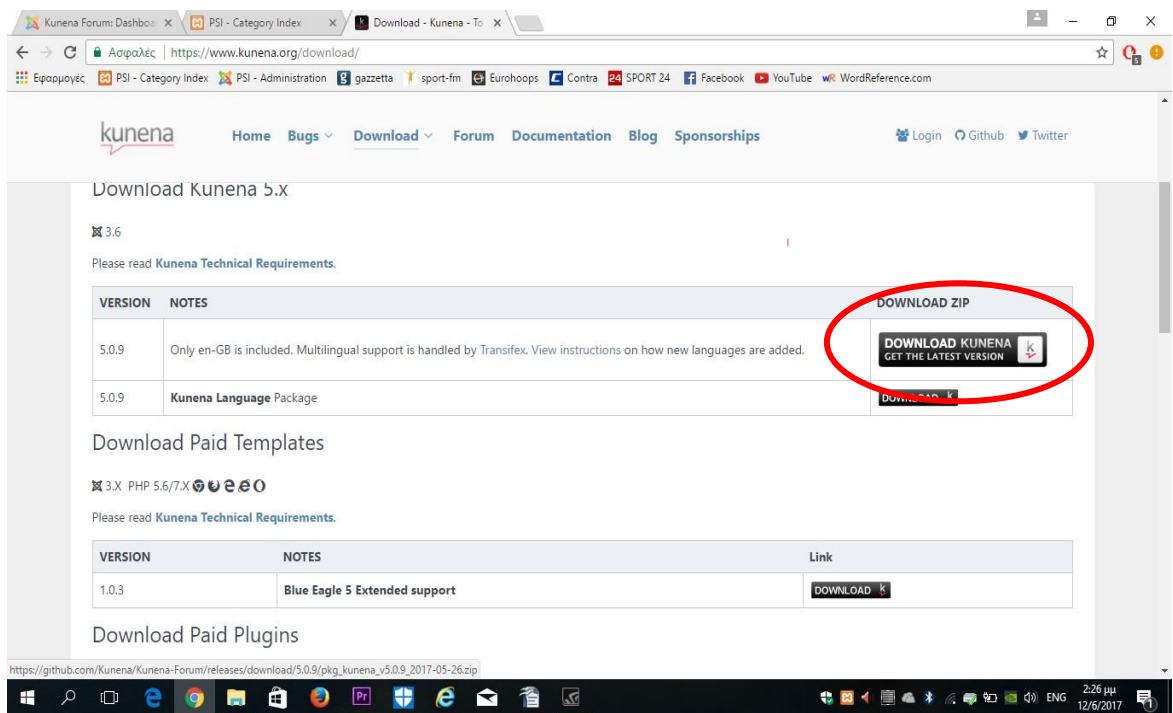 Kunena Forum: Dashboa
PSI - Category Index
Download - Kunena - To
Ασφαλές
https://www.kunena.org/download/
5
Εφαρμογές
PSI - Category Index
PSI - Administration
gazzetta
sport-fm
Eurohoops
Contra
24 SPORT 24
Facebook
YouTube
WR WordReference.com
kunena
Home
Bugs
Download
Forum
Documentation
Blog
Sponsorships
Login
Github
Twitter
Download Kunena 5.x
3.6
Please read Kunena Technical Requirements.
VERSION NOTES DOWNLOAD ZIP
5.0.9 Only en-GB is included. Multilingual support is handled by Transifex. View instructions on how new languages are added.
DOWNLOAD KUNENA
GET THE LATEST VERSION
k
5.0.9 Kunena Language Package DOWNLOAD k
Download Paid Templates
3.X PHP 5.6/7.X
Please read Kunena Technical Requirements.
VERSION NOTES Link
1.0.3 Blue Eagle 5 Extended support DOWNLOAD k
Download Paid Plugins
https://github.com/Kunena/Kunena-Forum/releases/download/5.0.9/pkg_kunena_v5.0.9_2017-05-26.zip
Pr
ENG
2:26 μμ
12/6/2017
1